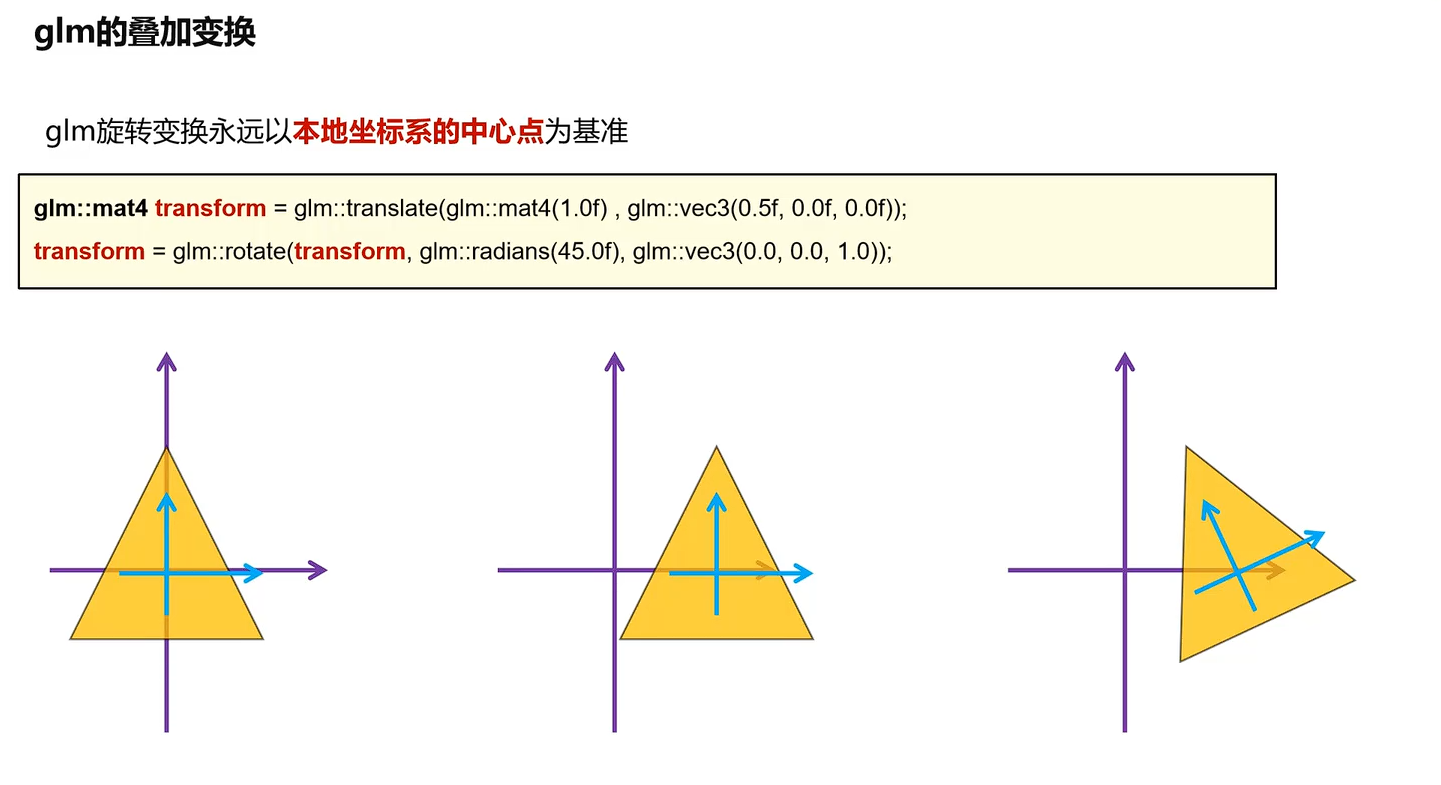 glm的叠加变换
glm旋转变换永远以本地坐标系的中心点为基准
glm::mat4 transform = glm::translate(glm::mat4(1.0f) , glm::vec3(0.5f, 0.0f, 0.0f));
transform = glm::rotate(transform, glm::radians(45.0f), glm::vec3(0.0, 0.0, 1.0));